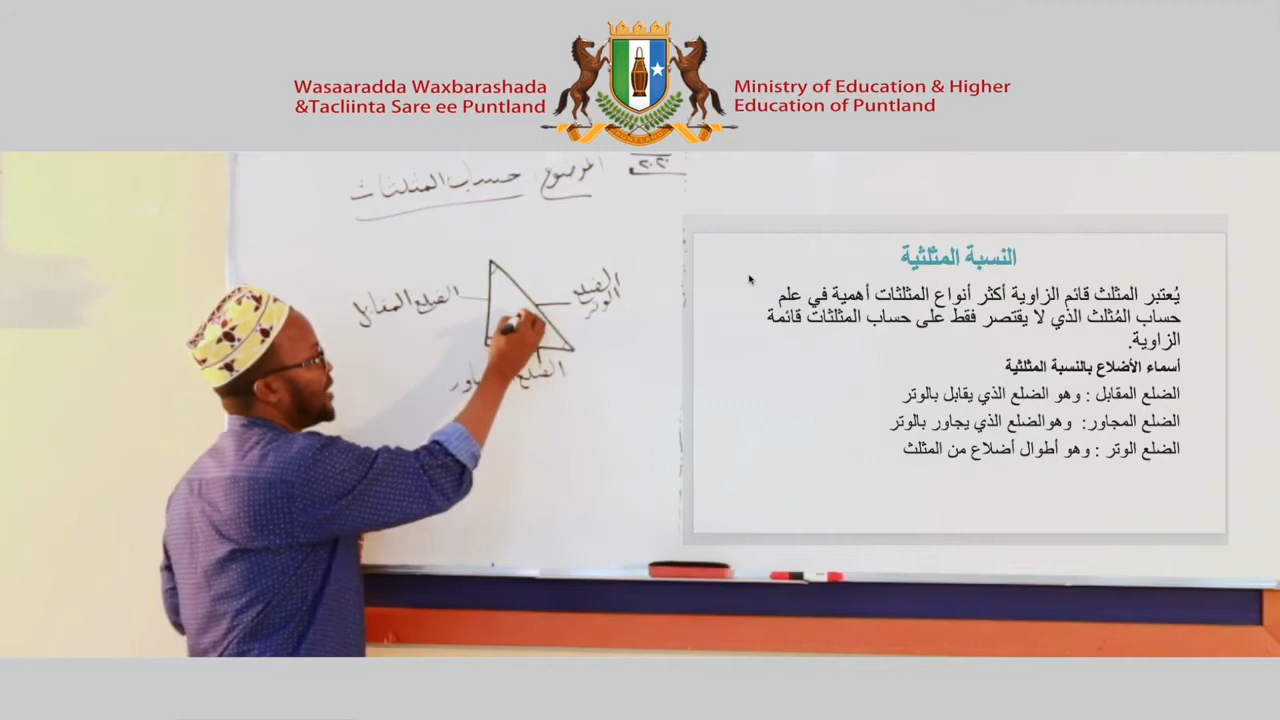 Wasaaradda Waxbarashada
&Tacliinta Sare ee Puntland
Ministry of Education & Higher
Education of Puntland
٢٠٢٠
الموضوع: حساب المثلثات
الضلع المقابل
الضلع
الوتر
الضلع
النسبة المثلثية
يُعتبر المثلث قائم الزاوية أكثر أنواع المثلثات أهمية في علم
حساب المُثلث الذي لا يقتصر فقط على حساب المثلثات قائمة
الزاوية.
أسماء الأضلاع بالنسبة المثلثية
الضلع المقابل : وهو الضلع الذي يقابل بالوتر
الضلع المجاور: وهوالضلع الذي يجاور بالوتر
الضلع الوتر : وهو أطوال أضلاع من المثلث